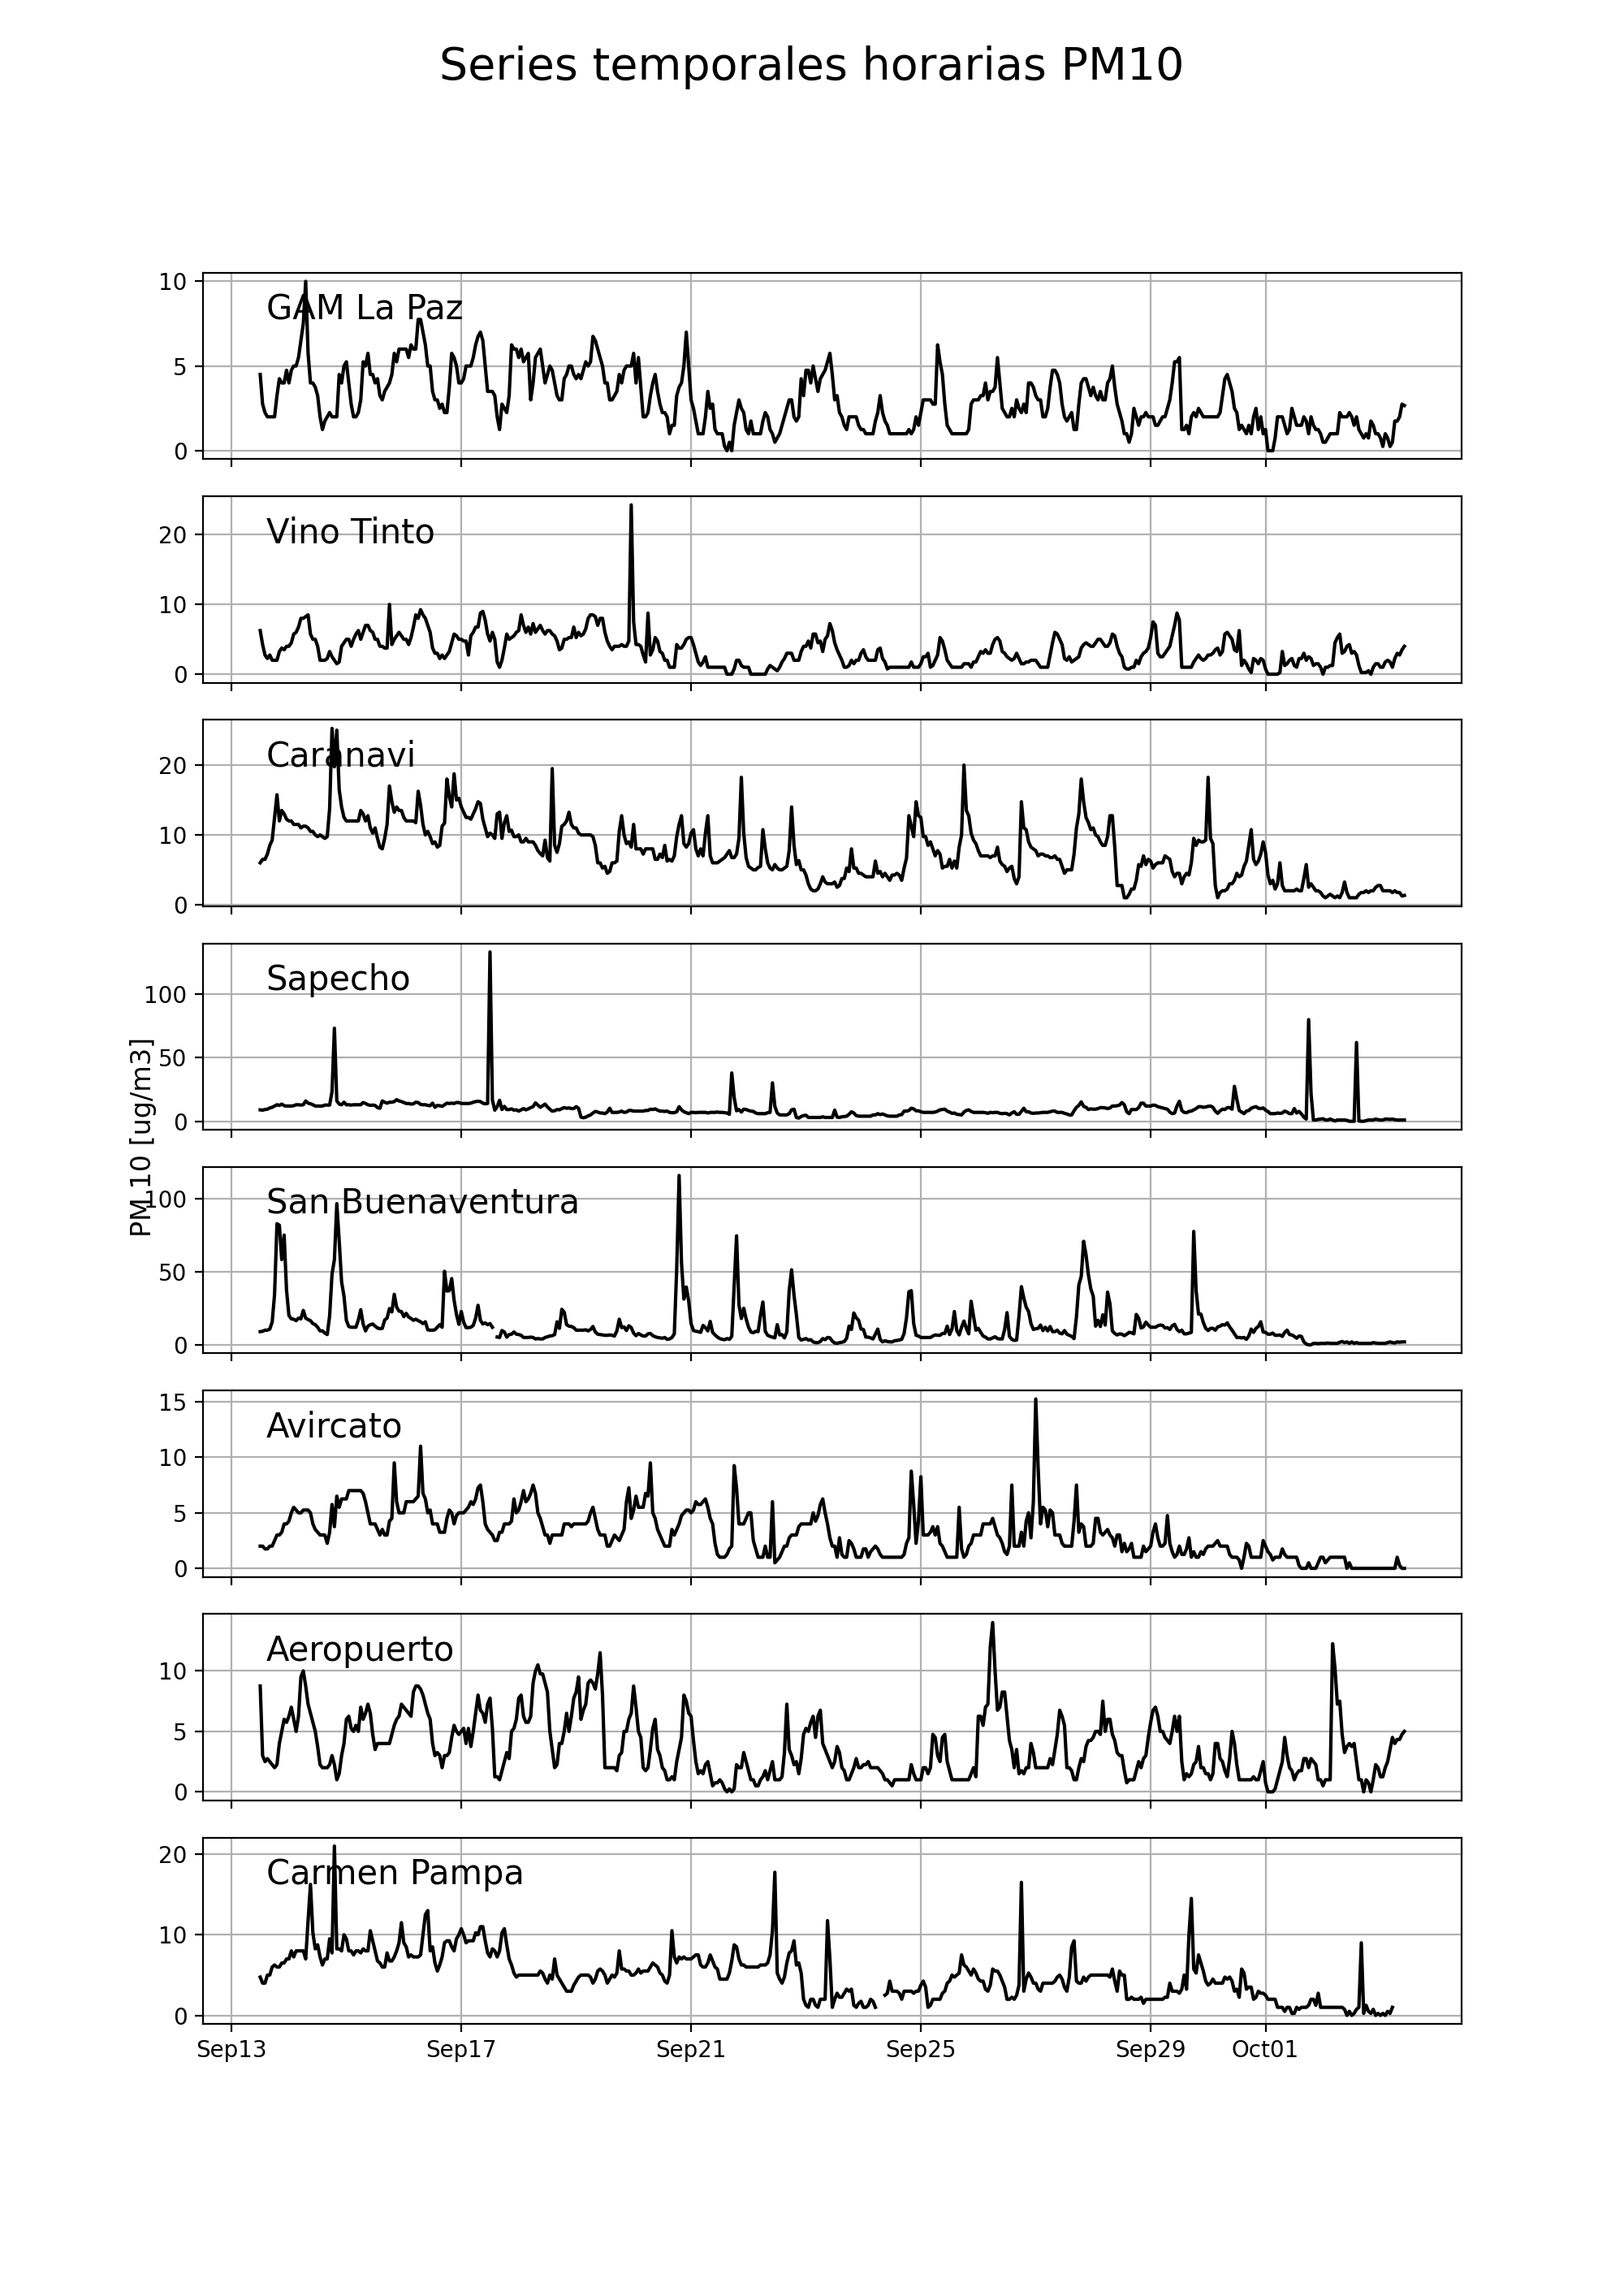 Series temporales horarias PM10
GAM La Paz
10
5
0
Vino Tinto
20
10
0
Caranavi
20
10
0
Sapecho
100
50
0
PM 10 [ug/m3]
San Buenaventura
100
50
0
Avircato
15
10
5
0
Aeropuerto
10
5
0
Carmen Pampa
20
10
0
Sep13 Sep17 Sep21 Sep25 Sep29 Oct01